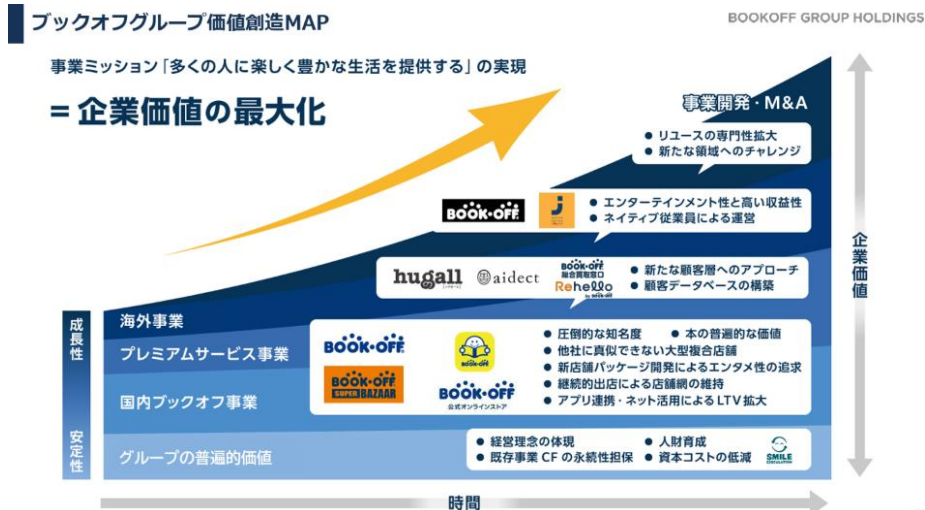 ブックオフグループ価値創造MAP
BOOKOFF GROUP HOLDINGS
事業ミッション「多くの人に楽しく豊かな生活を提供する」の実現
=企業価値の最大化
事業開発・M&A
● リユースの専門性拡大
● 新たな領域へのチャレンジ
BOOK・OFF
J
● エンターテインメント性と高い収益性
● ネイティブ従業員による運営
hugall
aidect
BOOK・OFF
総合買取窓口
Rehello
by BOOK-OFF
● 新たな顧客層へのアプローチ
● 顧客データベースの構築
企業価値
成長性
安定性
海外事業
プレミアムサービス事業
国内ブックオフ事業
グループの普遍的価値
BOOK・OFF
BOOK・OFF
BOOK・OFF
SUPER BAZAAR
BOOK・OFF
公式オンラインストア
● 圧倒的な知名度 ● 本の普遍的な価値
● 他社に真似できない大型複合店舗
● 新店舗パッケージ開発によるエンタメ性の追求
● 継続的出店による店舗網の維持
● アプリ連携・ネット活用によるLTV拡大
● 経営理念の体現 ● 人財育成
● 既存事業CFの永続性担保 ● 資本コストの低減
SMILE
CIRCULATION
時間